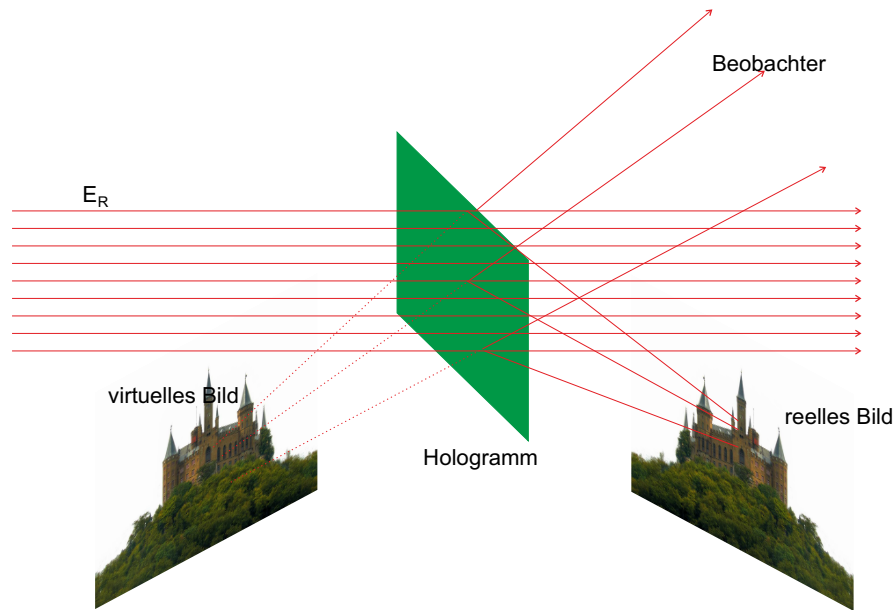 Beobachter
E_R
virtuelles Bild
reelles Bild
Hologramm